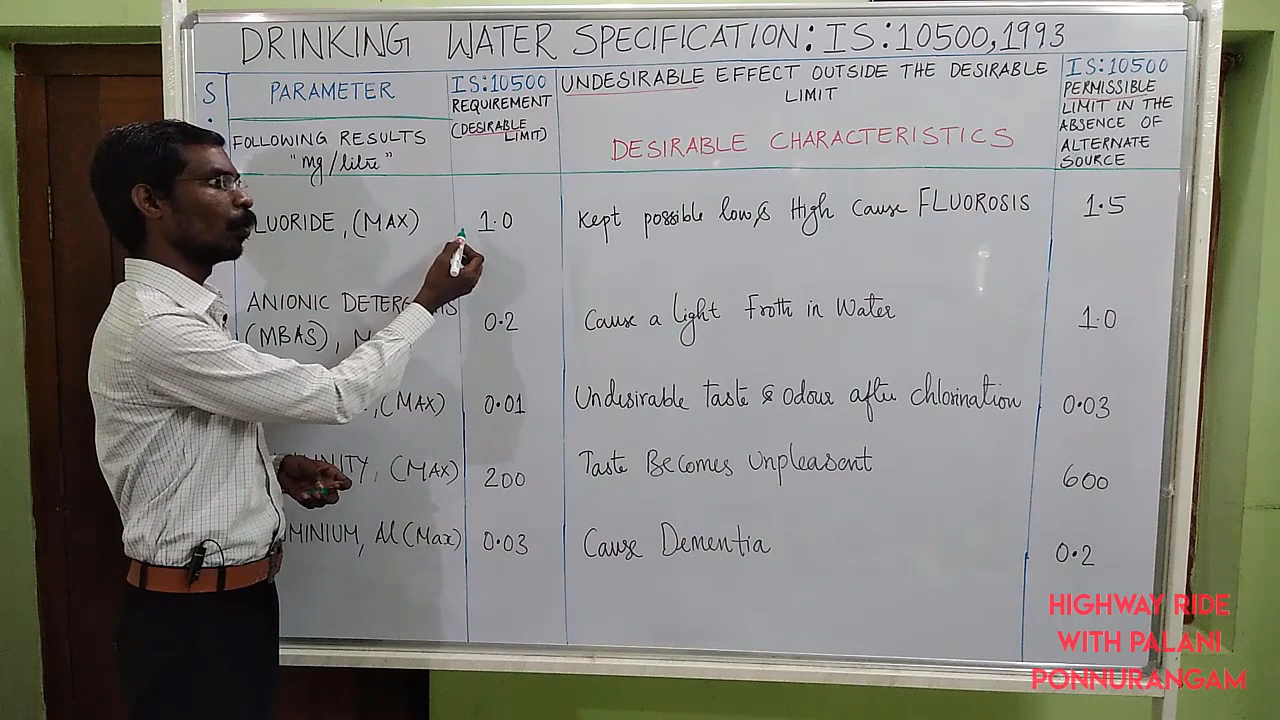 DRINKING WATER SPECIFICATION: IS:10500,1993
S
PARAMETER
FOLLOWING RESULTS
"mg/litre"
IS:10500
REQUIREMENT
(DESIRABLE
LIMIT)
UNDESIRABLE EFFECT OUTSIDE THE DESIRABLE
LIMIT
DESIRABLE CHARACTERISTICS
IS:10500
PERMISSIBLE
LIMIT IN THE
ABSENCE OF
ALTERNATE
SOURCE
LUORIDE, (MAX) 1.0 Kept possible low, & High Cause FLUOROSIS 1.5
ANIONIC
(MBAS), 0.2 Cause a light Froth in Water 1.0
(MAX) 0.01 Undesirable Taste & Odour after chlorination 0.03
NITY, (MAX) 200 Taste Becomes Unpleasent 600
MINIUM, Al (Max) 0.03 Cause Dementia 0.2
HIGHWAY RIDE
WITH PALANI
PONNURANGAM